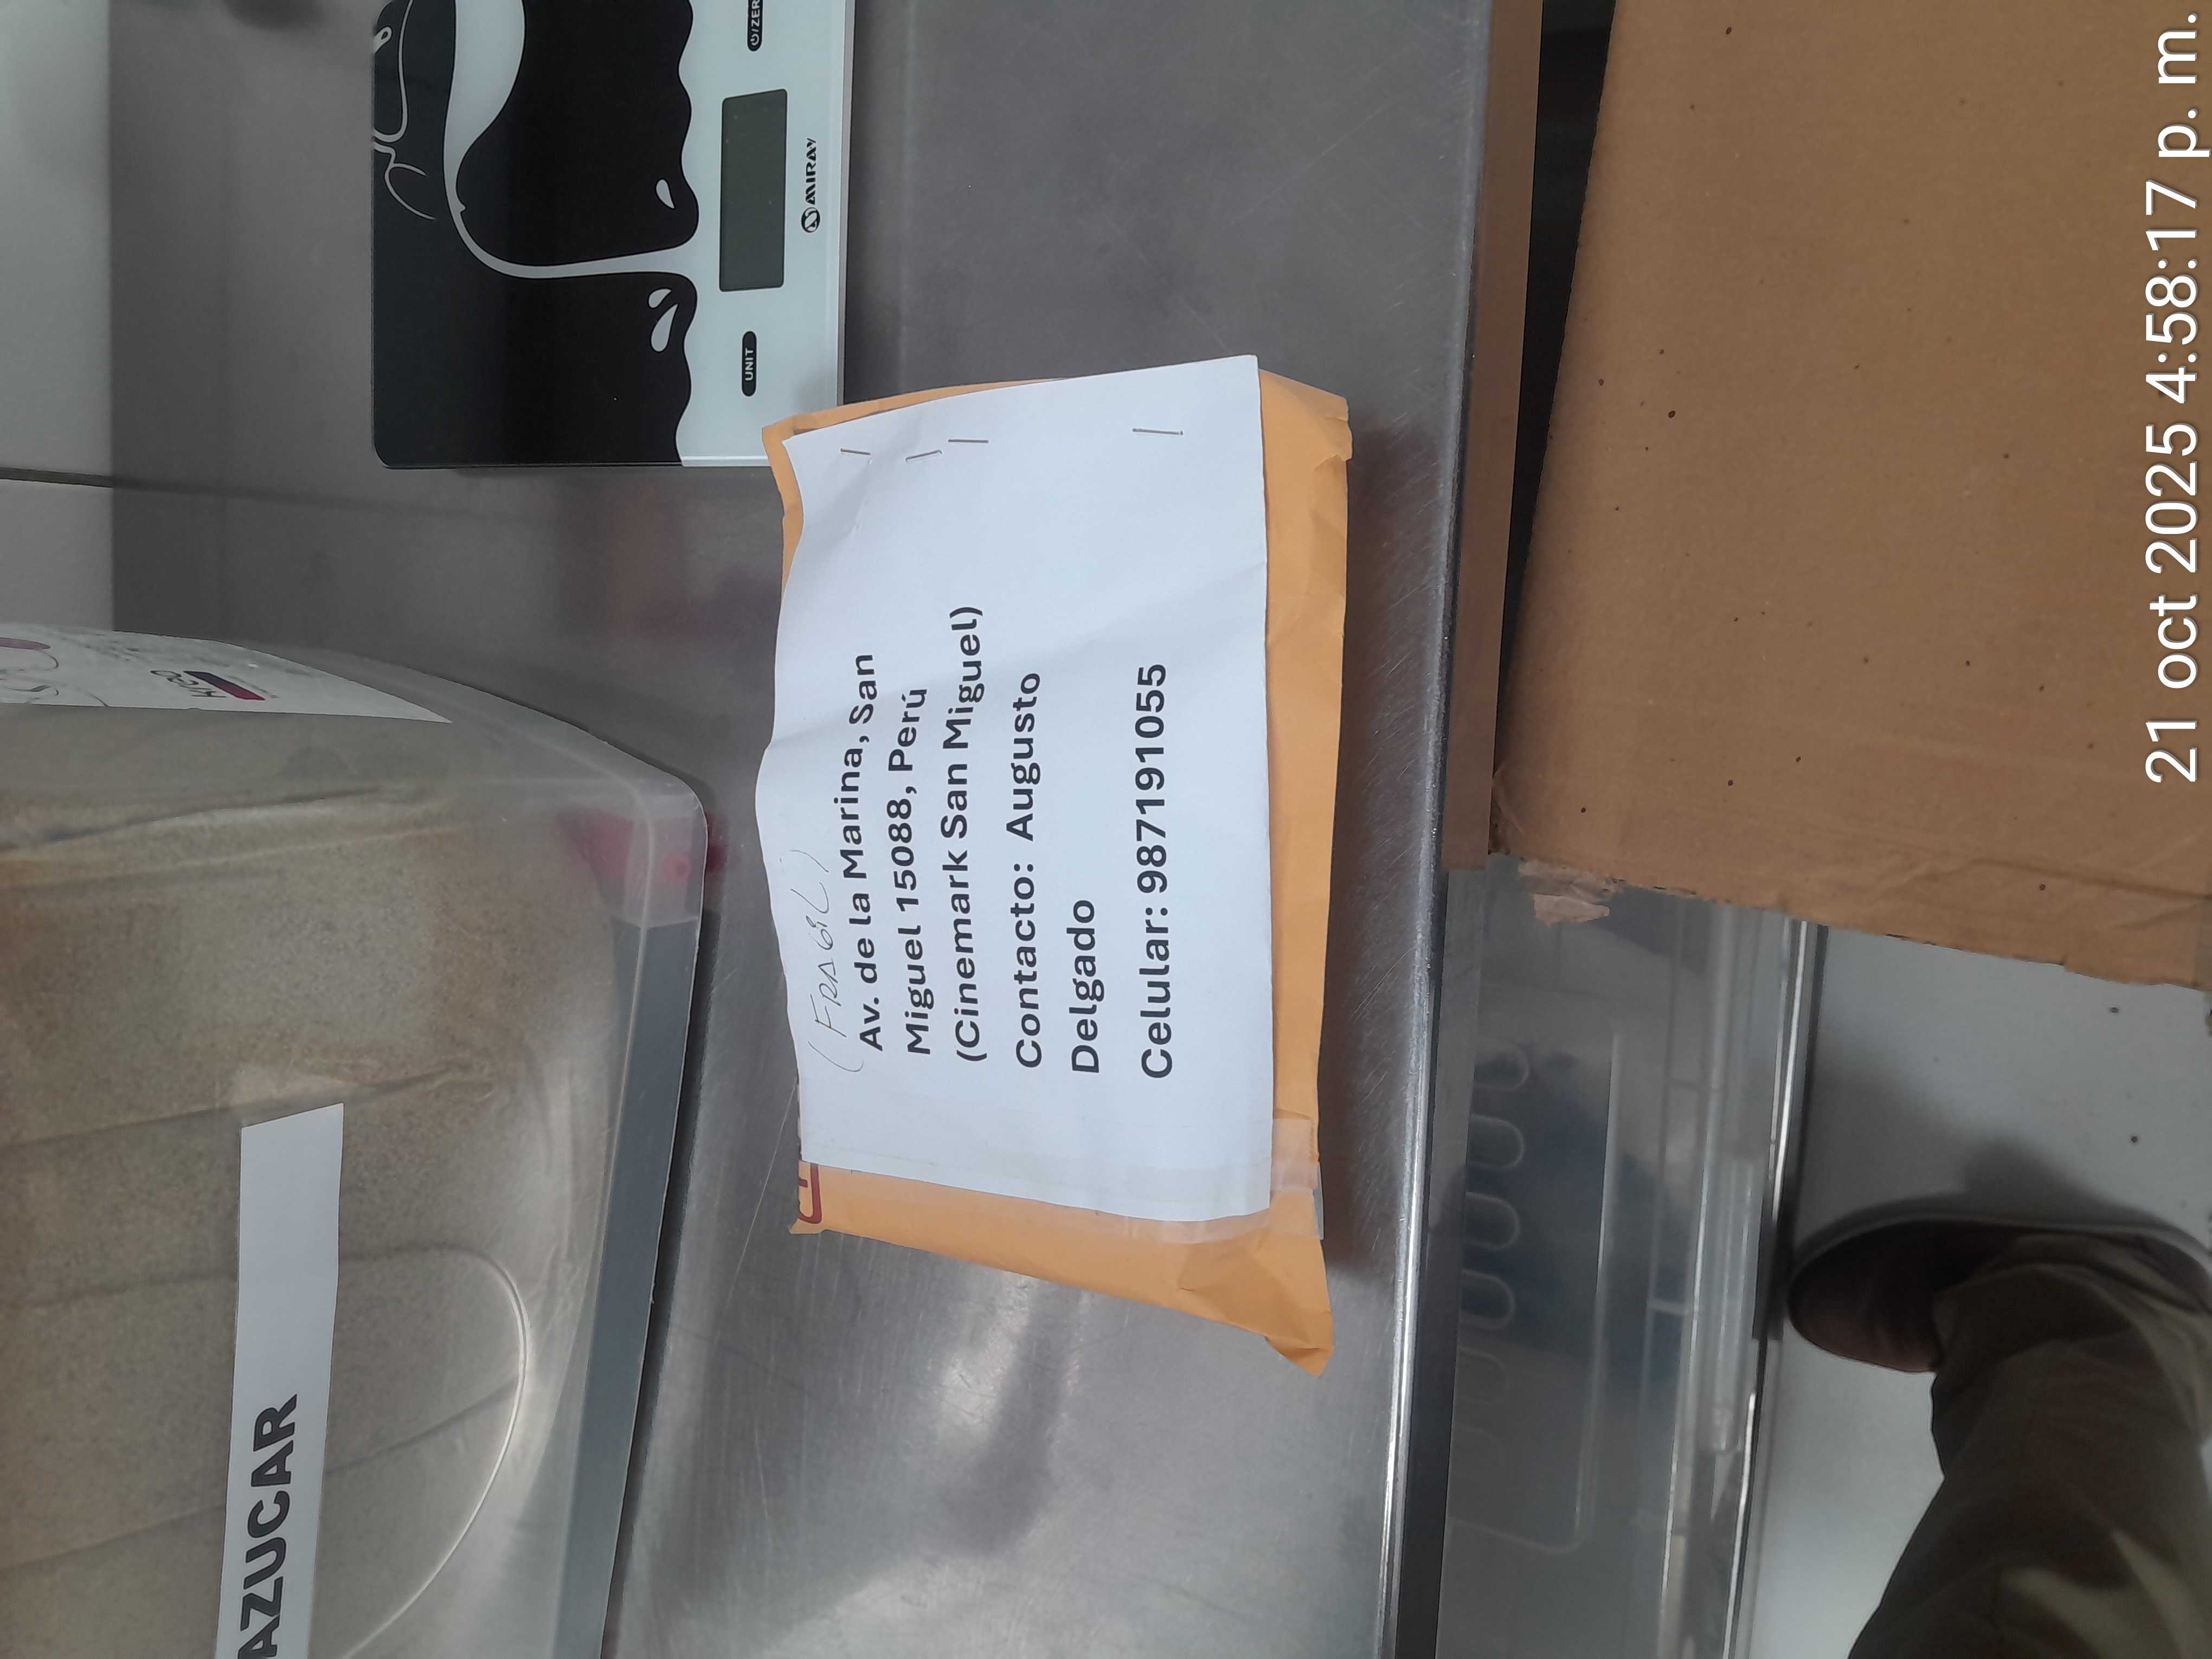 (FRAGIL)
Av. de la Marina, San
Miguel 15088, Perú
(Cinemark San Miguel)
Contacto: Augusto
Delgado
Celular: 987191055
AZUCAR
UNIT
MIRAY
21 oct 2025 4:58:17 p. m.